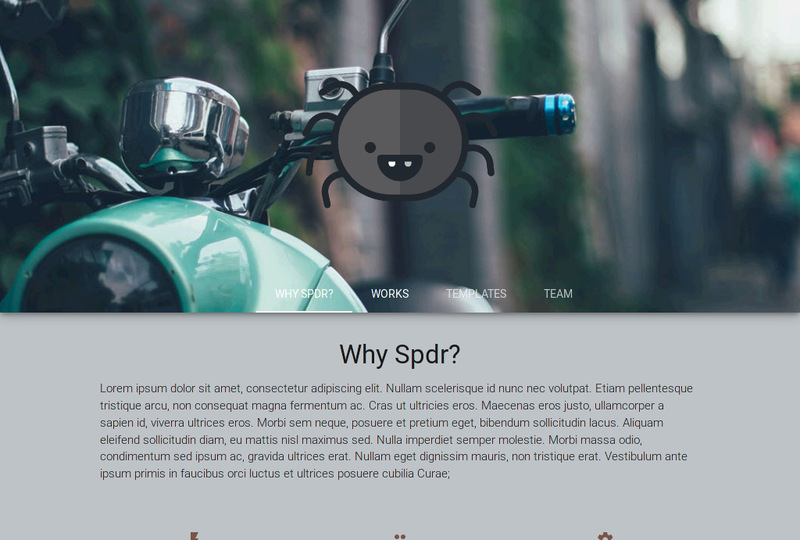 WHY SPDR? WORKS TEMPLATES TEAM
Why Spdr?
Lorem ipsum dolor sit amet, consectetur adipiscing elit. Nullam scelerisque id nunc nec volutpat. Etiam pellentesque
tristique arcu, non consequat magna fermentum ac. Cras ut ultricies eros. Maecenas eros justo, ullamcorper a
sapien id, viverra ultrices eros. Morbi sem neque, posuere et pretium eget, bibendum sollicitudin lacus. Aliquam
eleifend sollicitudin diam, eu mattis nisl maximus sed. Nulla imperdiet semper molestie. Morbi massa odio,
condimentum sed ipsum ac, gravida ultrices erat. Nullam eget dignissim mauris, non tristique erat. Vestibulum ante
ipsum primis in faucibus orci luctus et ultrices posuere cubilia Curae;